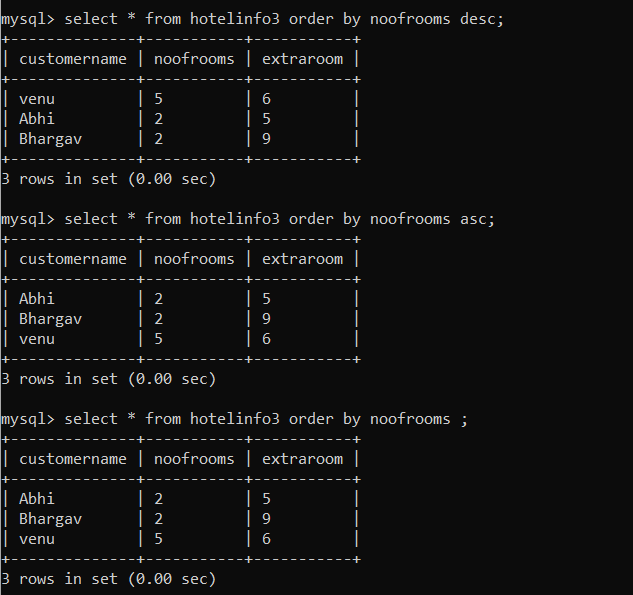 mysql> select * from hotelinfo3 order by noofrooms desc;
+--------------+-----------+-----------+
| customername | noofrooms | extraroom |
+--------------+-----------+-----------+
| venu         | 5         | 6         |
| Abhi         | 2         | 5         |
| Bhargav      | 2         | 9         |
+--------------+-----------+-----------+
3 rows in set (0.00 sec)

mysql> select * from hotelinfo3 order by noofrooms asc;
+--------------+-----------+-----------+
| customername | noofrooms | extraroom |
+--------------+-----------+-----------+
| Abhi         | 2         | 5         |
| Bhargav      | 2         | 9         |
| venu         | 5         | 6         |
+--------------+-----------+-----------+
3 rows in set (0.00 sec)

mysql> select * from hotelinfo3 order by noofrooms ;
+--------------+-----------+-----------+
| customername | noofrooms | extraroom |
+--------------+-----------+-----------+
| Abhi         | 2         | 5         |
| Bhargav      | 2         | 9         |
| venu         | 5         | 6         |
+--------------+-----------+-----------+
3 rows in set (0.00 sec)